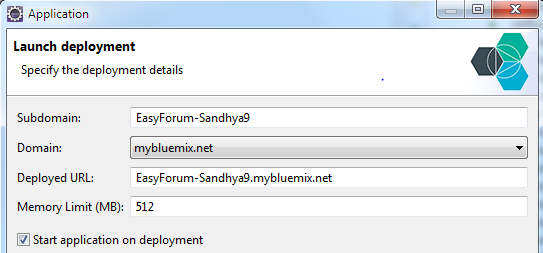 Application
Launch deployment
Specify the deployment details
Subdomain: EasyForum-Sandhya9
Domain: mybluemix.net
Deployed URL: EasyForum-Sandhya9.mybluemix.net
Memory Limit (MB): 512
Start application on deployment